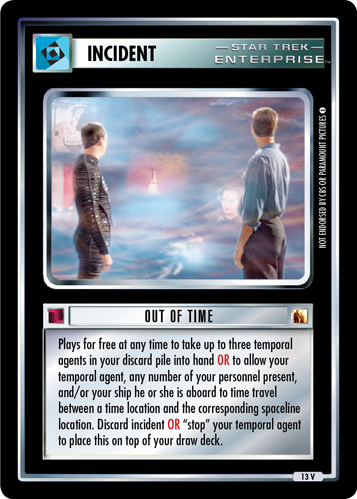 INCIDENT
STAR TREK
ENTERPRISE™
NOT ENDORSED BY CBS OR PARAMOUNT PICTURES
OUT OF TIME
Plays for free at any time to take up to three temporal
agents in your discard pile into hand OR to allow your
temporal agent, any number of your personnel present,
and/or your ship he or she is aboard to time travel
between a time location and the corresponding spaceline
location. Discard incident OR “stop” your temporal agent
to place this on top of your draw deck.
13 V